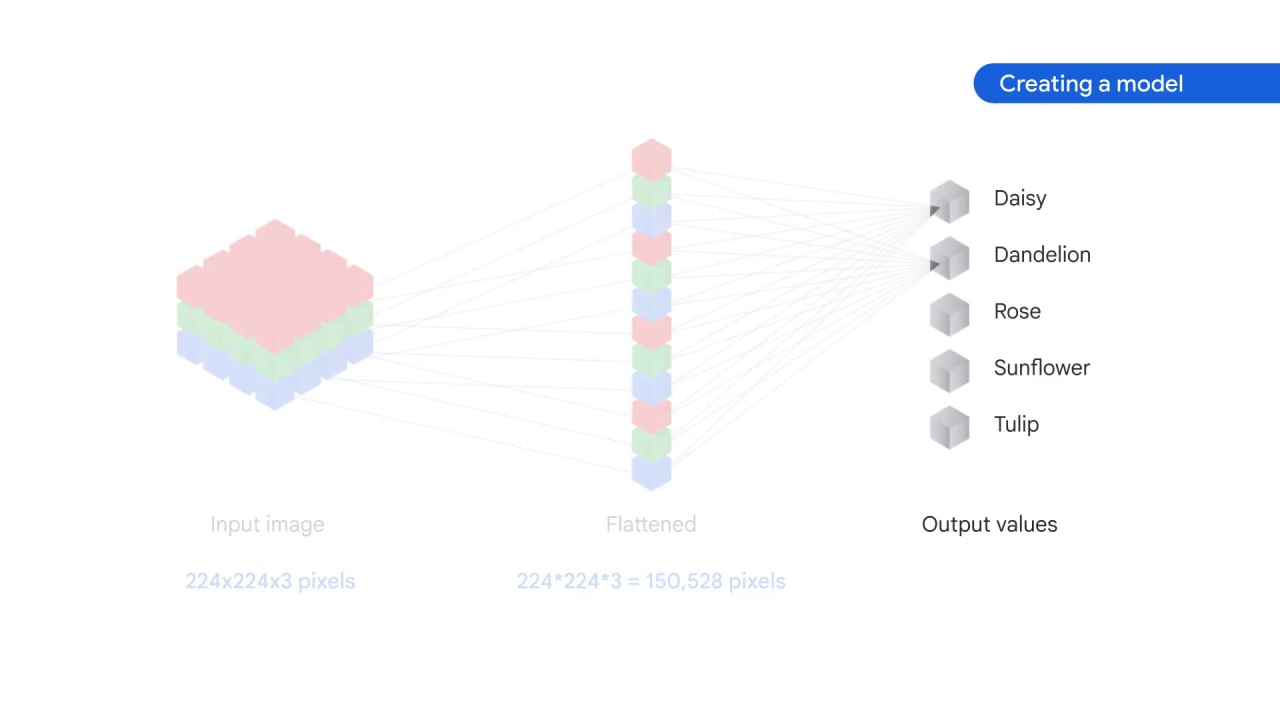 Creating a model
Daisy
Dandelion
Rose
Sunflower
Tulip
Input image
Flattened
Output values
224x224x3 pixels
224*224*3 = 150,528 pixels